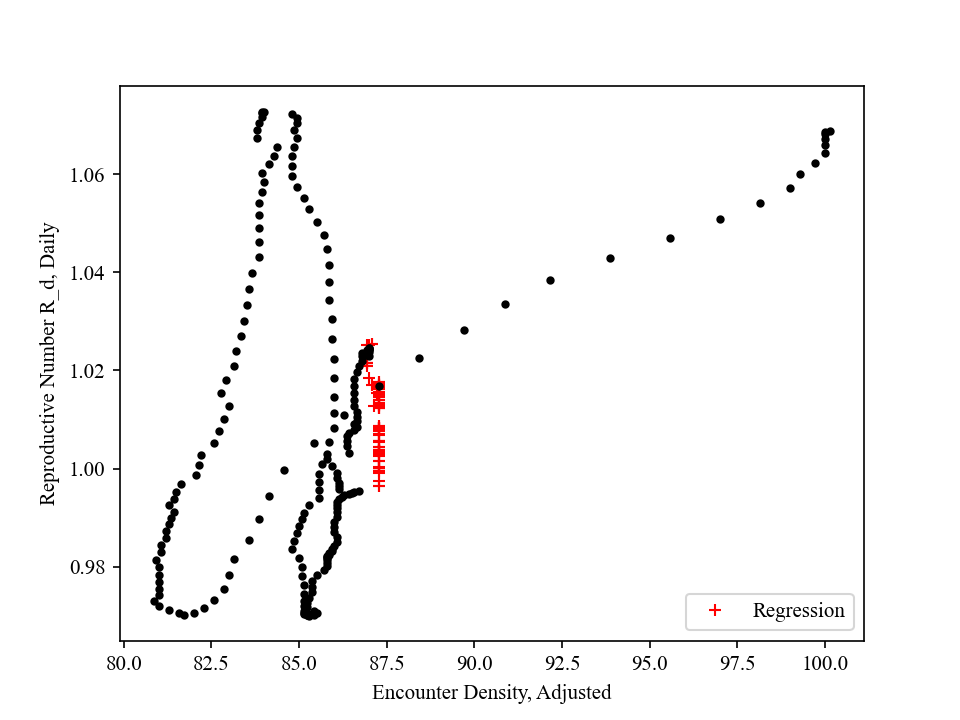 1.06
1.04
1.02
1.00
0.98
Reproductive Number R_d, Daily
Regression
80.0 82.5 85.0 87.5 90.0 92.5 95.0 97.5 100.0
Encounter Density, Adjusted